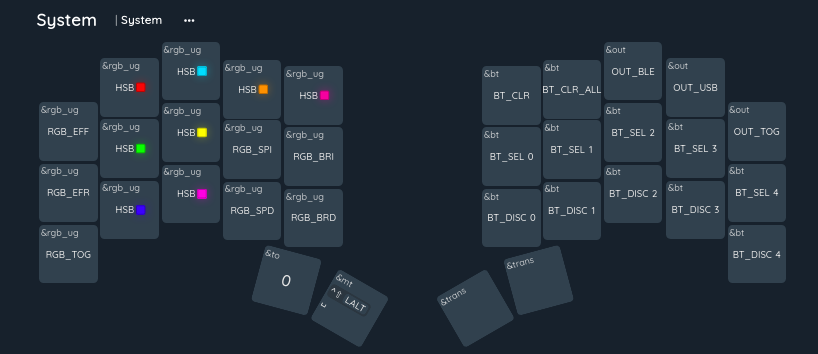 System | System ...
&rgb_ug
HSB
&out
OUT_BLE
&rgb_ug
HSB
&rgb_ug
HSB
&bt
BT_CLR_ALL
&out
OUT_USB
&rgb_ug
HSB
&bt
BT_CLR
&rgb_ug
RGB_EFF
&rgb_ug
HSB
&rgb_ug
HSB
&rgb_ug
RGB_SPI
&rgb_ug
RGB_BRI
&bt
BT_SEL 0
&bt
BT_SEL 1
&bt
BT_SEL 2
&bt
BT_SEL 3
&out
OUT_TOG
&rgb_ug
RGB_EFR
&rgb_ug
HSB
&rgb_ug
HSB
&rgb_ug
RGB_SPD
&rgb_ug
RGB_BRD
&bt
BT_DISC 0
&bt
BT_DISC 1
&bt
BT_DISC 2
&bt
BT_DISC 3
&bt
BT_SEL 4
&rgb_ug
RGB_TOG
&bt
BT_DISC 4
&to
0
&mt
LALT
&trans
&trans